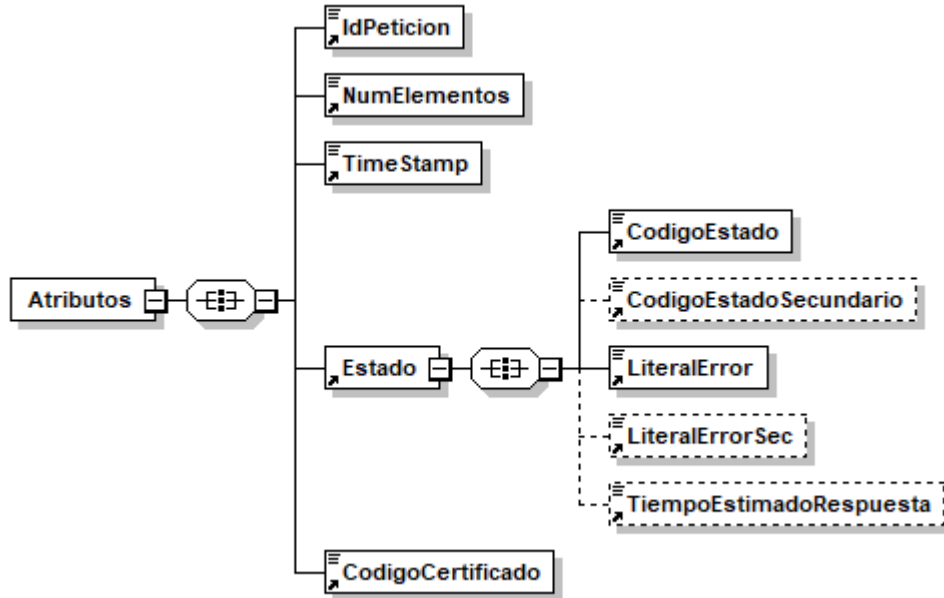 IdPeticion
NumElementos
TimeStamp
CodigoEstado
CodigoEstadoSecundario
Atributos
Estado
LiteralError
LiteralErrorSec
TiempoEstimadoRespuesta
CodigoCertificado